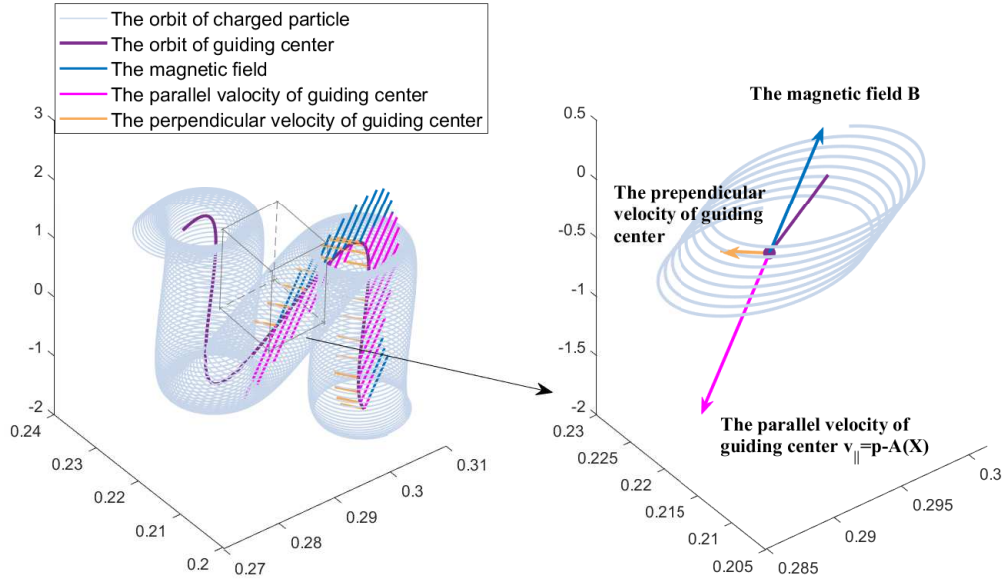 The orbit of charged particle
The orbit of guiding center
The magnetic field
The parallel valocity of guiding center
The perpendicular velocity of guiding center
3
2
1
0
-1
-2
0.24
0.23
0.22
0.21
0.2
0.27
0.28
0.29
0.3
0.31
The magnetic field B
0.5
0
-0.5
-1
-1.5
-2
The prependicular
velocity of guiding
center
The parallel velocity of
guiding center v||=p-A(X)
0.23
0.225
0.22
0.215
0.21
0.205
0.285
0.29
0.295
0.3